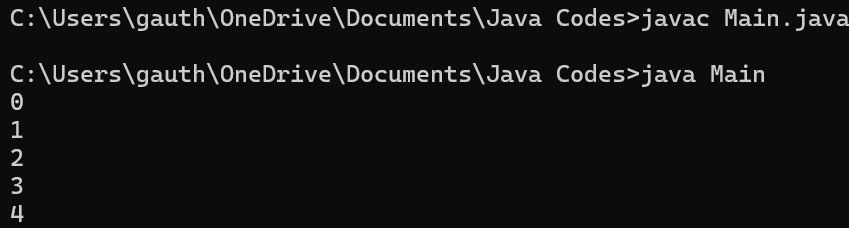 C:\Users\gauth\OneDrive\Documents\Java Codes>javac Main.java
C:\Users\gauth\OneDrive\Documents\Java Codes>java Main
0
1
2
3
4